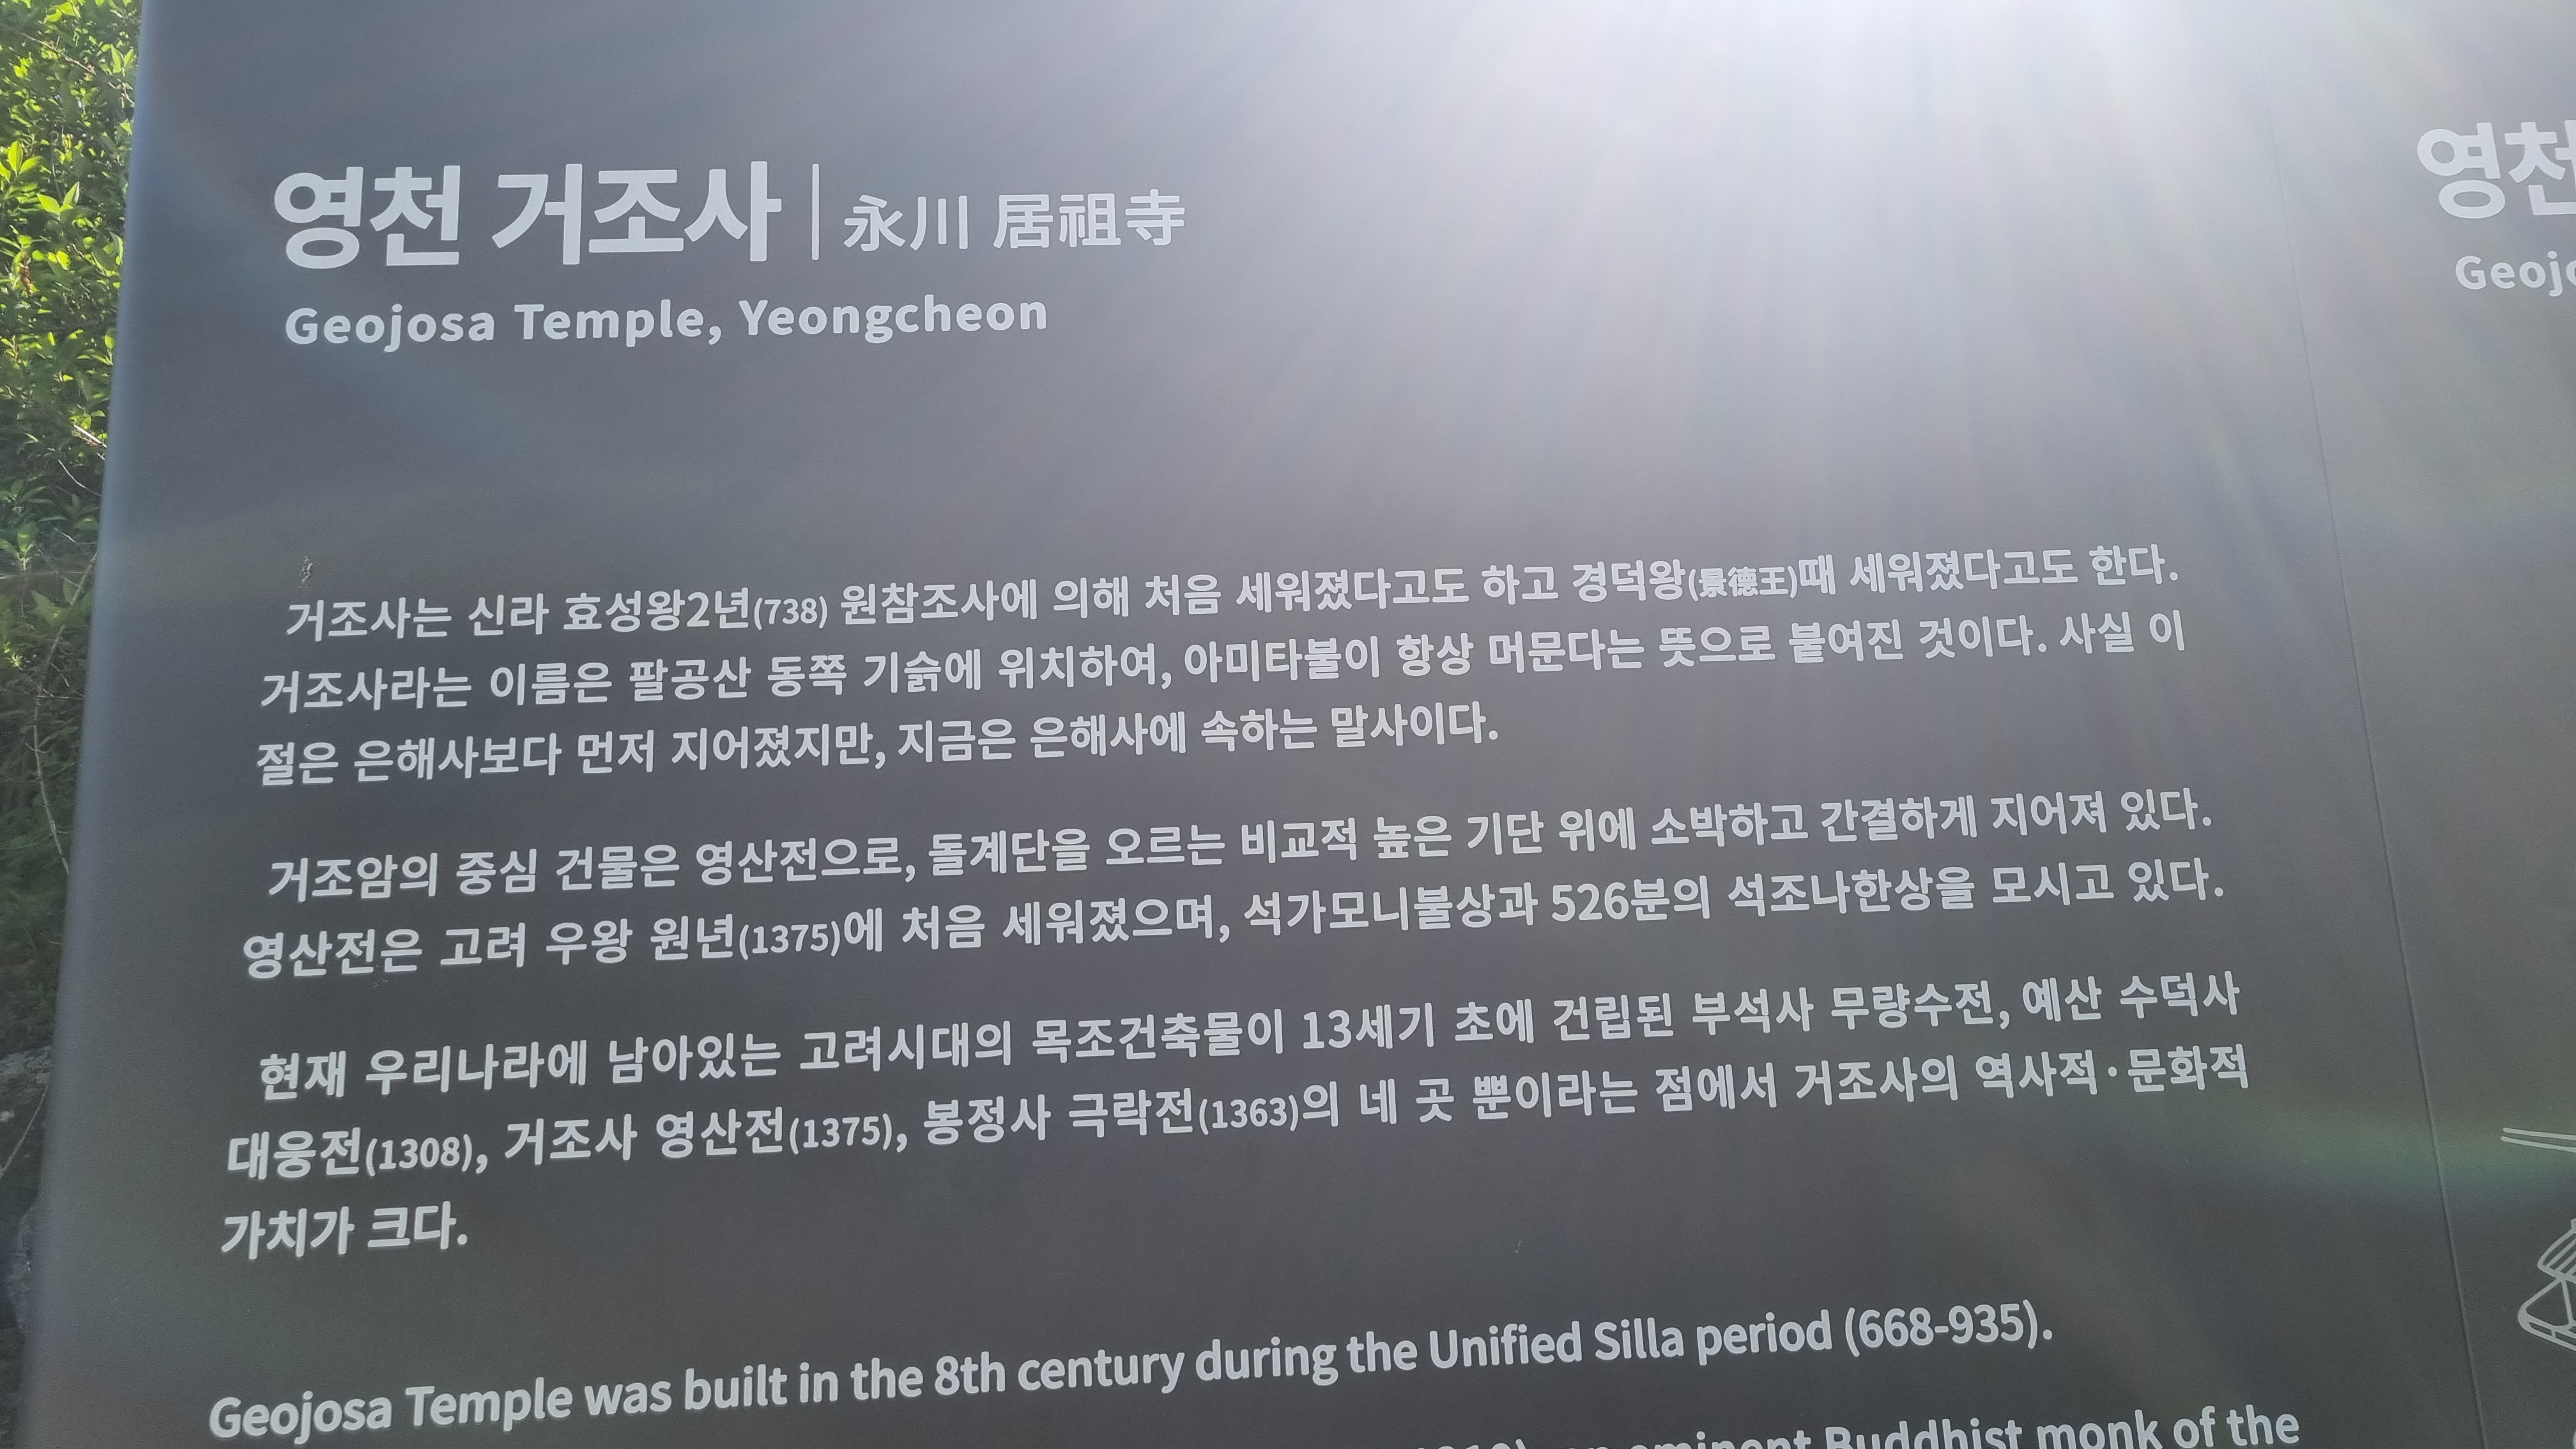 영천 거조사 | 永川 居祖寺
Geojosa Temple, Yeongcheon
거조사는 신라 효성왕2년(738) 원참조사에 의해 처음 세워졌다고도 하고 경덕왕(景德王)때 세워졌다고도 한다.
거조사라는 이름은 팔공산 동쪽 기슭에 위치하여, 아미타불이 항상 머문다는 뜻으로 붙여진 것이다. 사실 이
절은 은해사보다 먼저 지어졌지만, 지금은 은해사에 속하는 말사이다.
거조암의 중심 건물은 영산전으로, 돌계단을 오르는 비교적 높은 기단 위에 소박하고 간결하게 지어져 있다.
영산전은 고려 우왕 원년(1375)에 처음 세워졌으며, 석가모니불상과 526분의 석조나한상을 모시고 있다.
현재 우리나라에 남아있는 고려시대의 목조건축물이 13세기 초에 건립된 부석사 무량수전, 예산 수덕사
대웅전(1308), 거조사 영산전(1375), 봉정사 극락전(1363)의 네 곳 뿐이라는 점에서 거조사의 역사적·문화적
가치가 크다.
Geojosa Temple was built in the 8th century during the Unified Silla period (668-935).
eminent Buddhist monk of the
영천
Geojo